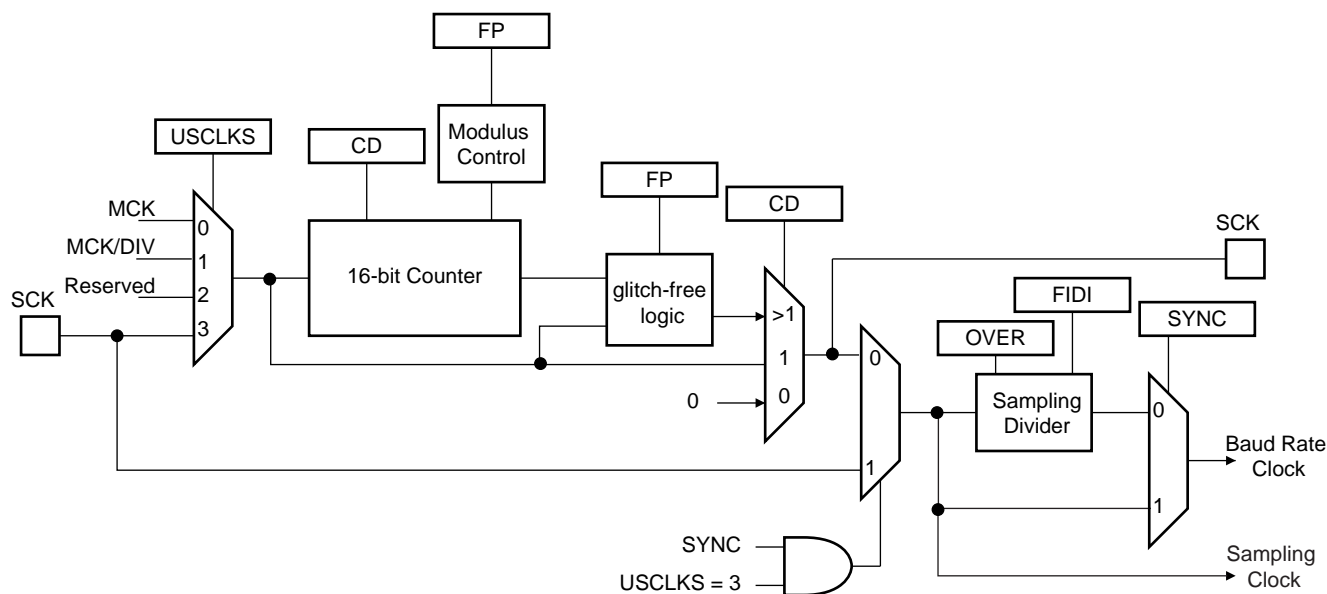 FP
USCLKS
CD
Modulus
Control
FP
CD
MCK
0
MCK/DIV
1
Reserved
2
SCK
3
16-bit Counter
glitch-free
logic
>1
1
0
0
SCK
FIDI
OVER
SYNC
0
1
Sampling
Divider
0
1
Baud Rate
Clock
SYNC
USCLKS = 3
Sampling
Clock